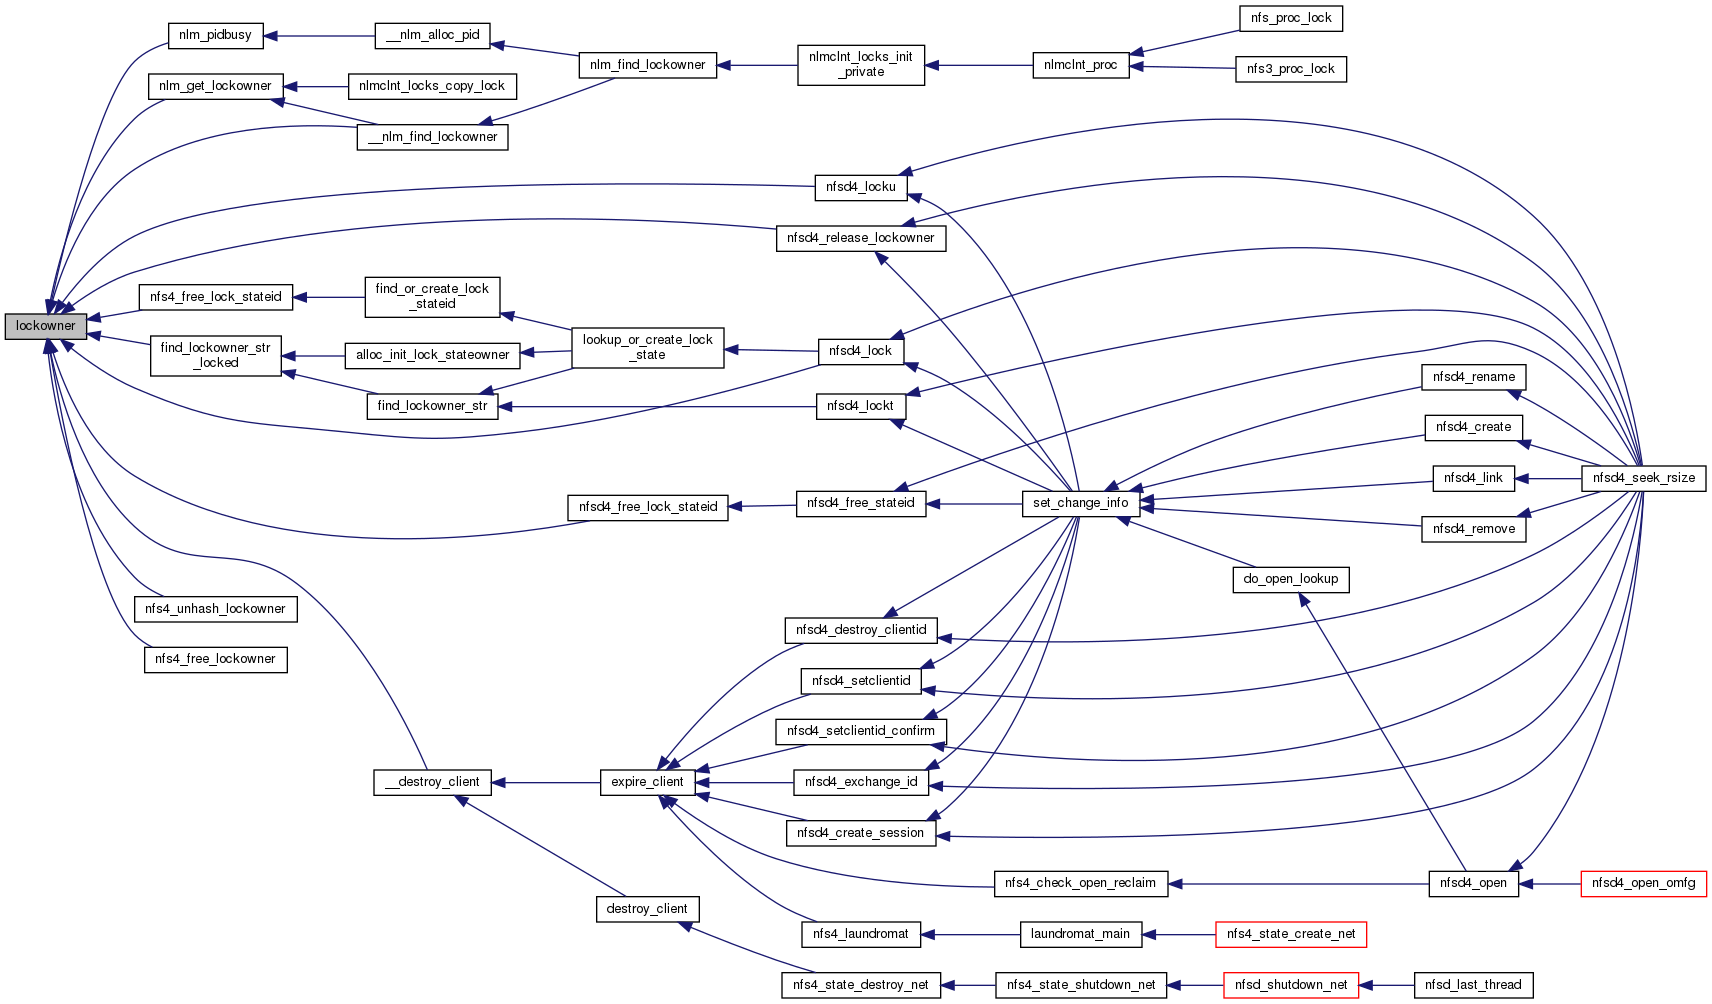 nfs_proc_lock
nlm_pidbusy
__nlm_alloc_pid
nlm_find_lockowner
nlmclnt_locks_init
_private
nlmclnt_proc
nfs3_proc_lock
nlm_get_lockowner
nlmclnt_locks_copy_lock
__nlm_find_lockowner
nfsd4_locku
nfsd4_release_lockowner
nfs4_free_lock_stateid
find_or_create_lock
_stateid
lockowner
find_lockowner_str
_locked
alloc_init_lock_stateowner
lookup_or_create_lock
_state
nfsd4_lock
find_lockowner_str
nfsd4_lockt
nfsd4_rename
nfsd4_create
nfsd4_link
nfsd4_seek_rsize
nfsd4_free_lock_stateid
nfsd4_free_stateid
set_change_info
nfsd4_remove
do_open_lookup
nfs4_unhash_lockowner
nfsd4_destroy_clientid
nfs4_free_lockowner
nfsd4_setclientid
nfsd4_setclientid_confirm
__destroy_client
expire_client
nfsd4_exchange_id
nfsd4_create_session
nfs4_check_open_reclaim
nfsd4_open
nfsd4_open_omfg
destroy_client
nfs4_laundromat
laundromat_main
nfs4_state_create_net
nfs4_state_destroy_net
nfs4_state_shutdown_net
nfsd_shutdown_net
nfsd_last_thread